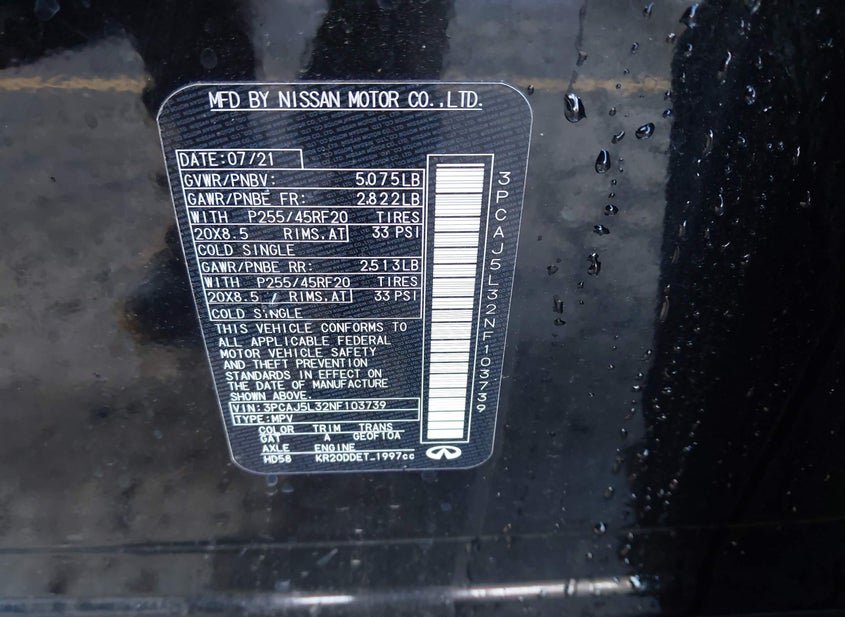 MFD BY NISSAN MOTOR CO.,LTD.
DATE:07/21
GVWR/PNBV: 5.075LB
GAWR/PNBE FR: 2.822LB
WITH P255/45RF20 TIRES
20X8.5 RIMS.AT 33 PSI
COLD SINGLE
GAWR/PNBE RR: 2.513LB
WITH P255/45RF20 TIRES
20X8.5 RIMS.AT 33 PSI
COLD SINGLE
THIS VEHICLE CONFORMS TO
ALL APPLICABLE FEDERAL
MOTOR VEHICLE SAFETY
AND THEFT PREVENTION
STANDARDS IN EFFECT ON
THE DATE OF MANUFACTURE
SHOWN ABOVE.
VIN:3PCAJ5L32NF103739
TYPE:MPV
COLOR TRIM TRANS
GAT A GE0F10A
AXLE ENGINE
HD58 KR20DDET_1997cc
3PCAJ5L32NF103739